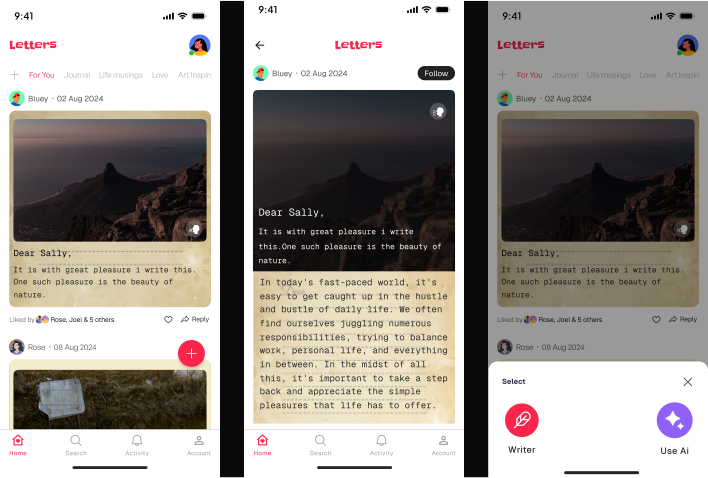 9:41
Letters
For You Journal Life musings Love Art Inspirin
Bluey · 02 Aug 2024
Dear Sally,
It is with great pleasure i write this.
One such pleasure is the beauty of
nature.
Liked by Rose, Joel & 5 others
Reply
Rose · 08 Aug 2024
Home Search Activity Account
9:41
Letters
Bluey · 02 Aug 2024 Follow
Dear Sally,
It is with great pleasure i write
this.One such pleasure is the beauty of
nature.
In today's fast-paced world, it's
easy to get caught up in the hustle
and bustle of daily life. We often
find ourselves juggling numerous
responsibilities, trying to balance
work, personal life, and everything
in between. In the midst of all
this, it's important to take a step
back and appreciate the simple
pleasures that life has to offer.
Home Search Activity Account
9:41
Letters
For You Journal Life musings Love Art Inspirin
Bluey · 02 Aug 2024
Dear Sally,
It is with great pleasure i write this.
One such pleasure is the beauty of
nature.
Liked by Rose, Joel & 5 others
Reply
Select
Writer
Use Ai